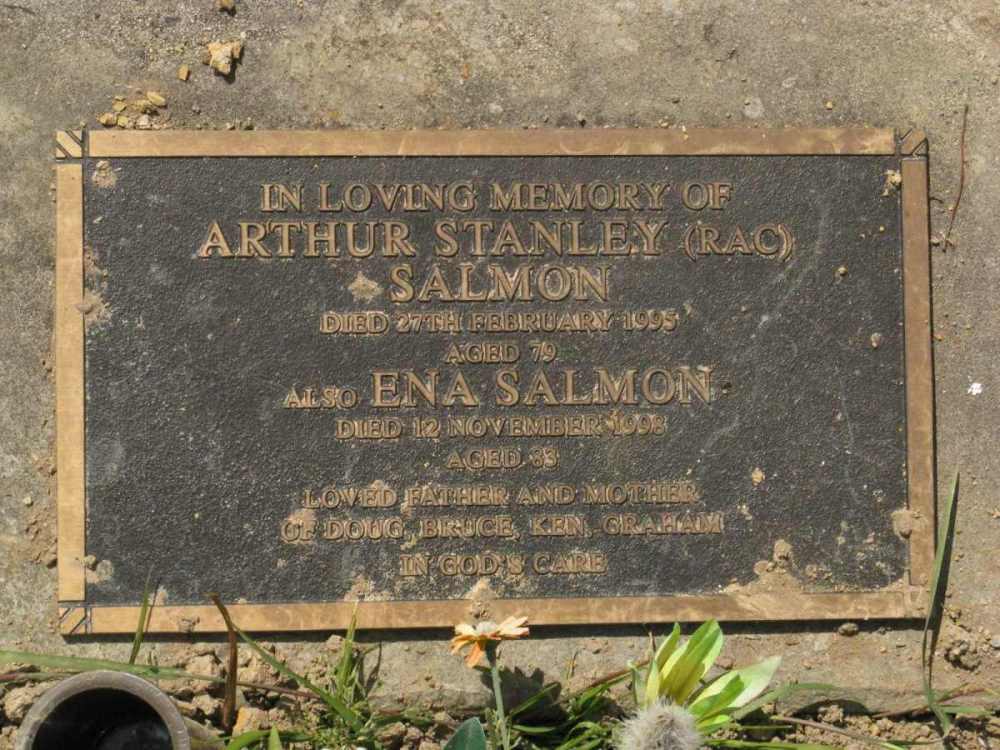 IN LOVING MEMORY OF
ARTHUR STANLEY (RAC)
SALMON
DIED 27TH FEBRUARY 1995
AGED 79
ALSO ENA SALMON
DIED 12 NOVEMBER 1998
AGED 83
LOVED FATHER AND MOTHER
OF DOUG, BRUCE, KEN, GRAHAM
IN GOD'S CARE